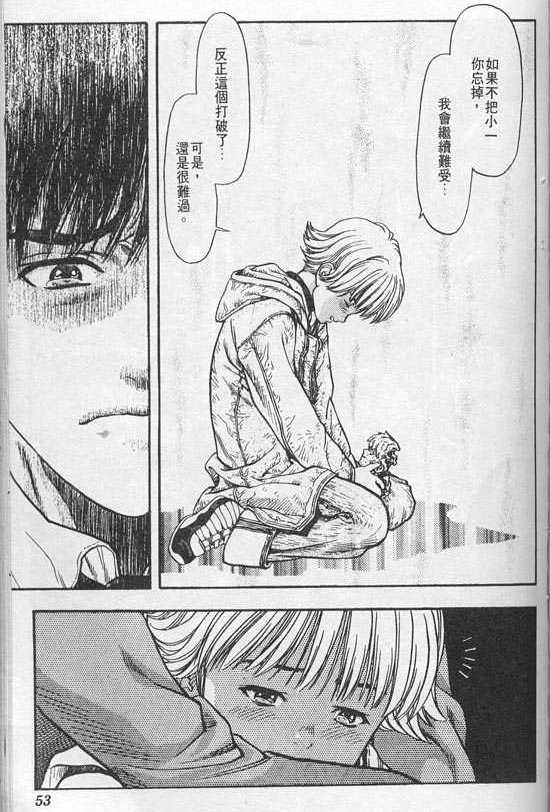 如果不把小一
你忘掉，
我會繼續難受…
反正這個打破了…
可是，
還是很難過。
53